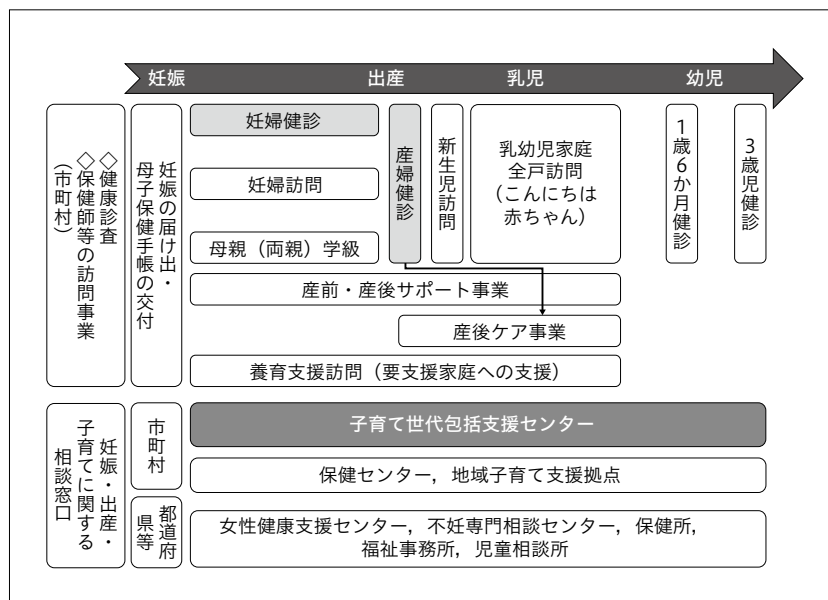 妊娠
出産
乳児
幼児
◇健康診査
◇保健師等の訪問事業
(市町村)
妊娠の届け出・
母子保健手帳の交付
妊婦健診
妊婦訪問
母親（両親）学級
産婦健診
新生児訪問
乳幼児家庭
全戸訪問
(こんにちは
赤ちゃん)
1歳6か月健診
3歳児健診
産前・産後サポート事業
産後ケア事業
養育支援訪問（要支援家庭への支援）
妊娠・出産・
子育てに関する
相談窓口
市町村
子育て世代包括支援センター
保健センター，地域子育て支援拠点
都道府
県等
女性健康支援センター，不妊専門相談センター，保健所，
福祉事務所，児童相談所